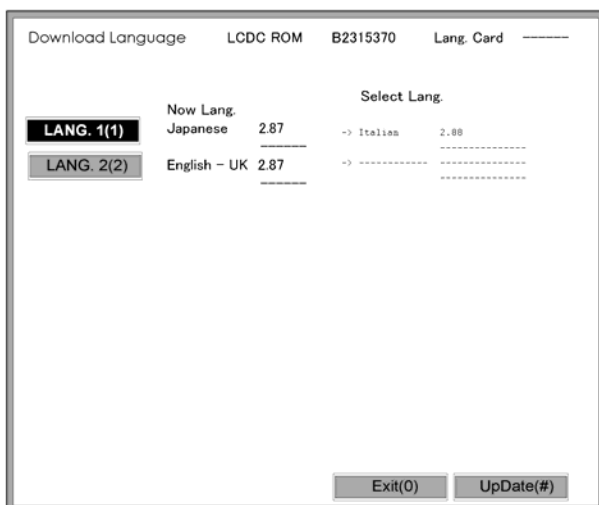 Download Language LCDC ROM B2315370 Lang. Card ------
Select Lang.
Now Lang.
LANG. 1(1) Japanese 2.87 -> Italian 2.88
------ ---------------
LANG. 2(2) English - UK 2.87 -> ------------ ---------------
------ ---------------
Exit(0) UpDate(#)